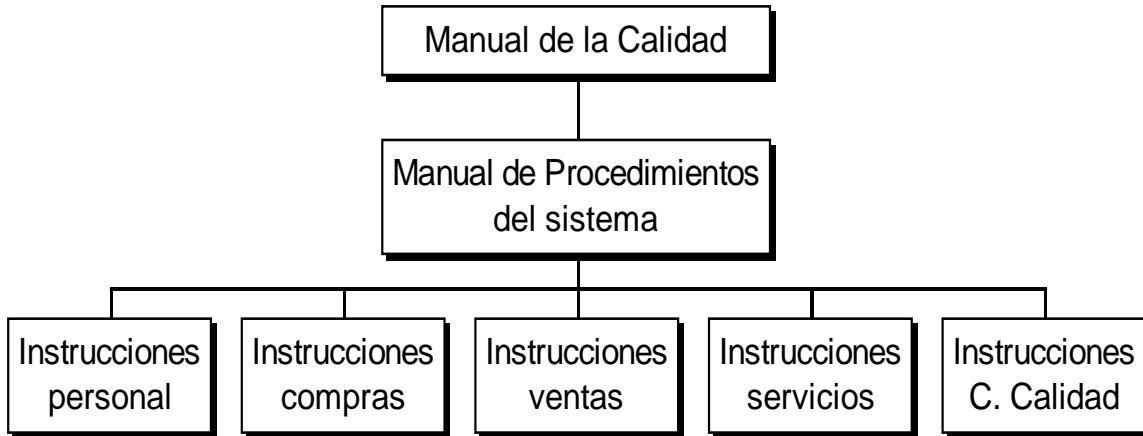 Manual de la Calidad
Manual de Procedimientos
del sistema
Instrucciones
personal
Instrucciones
compras
Instrucciones
ventas
Instrucciones
servicios
Instrucciones
C. Calidad